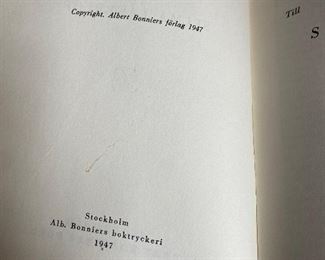 Copyright. Albert Bonniers förlag 1947
Stockholm
Alb. Bonniers boktryckeri
1947
Till
S